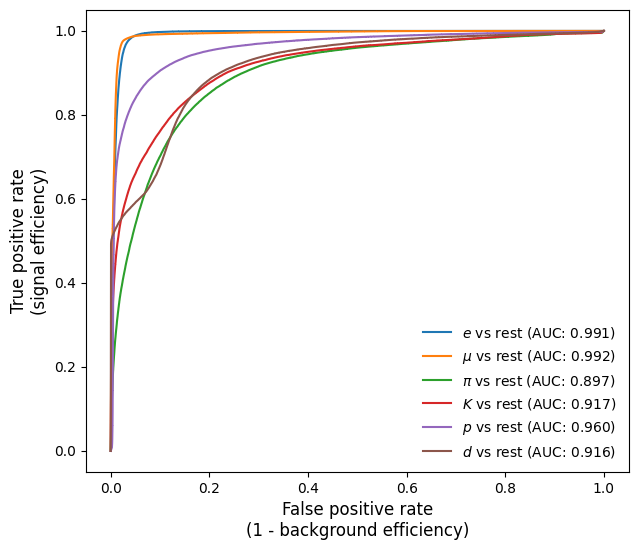 True positive rate
(signal efficiency)
1.0
0.8
0.6
0.4
0.2
0.0
e vs rest (AUC: 0.991)
μ vs rest (AUC: 0.992)
π vs rest (AUC: 0.897)
K vs rest (AUC: 0.917)
p vs rest (AUC: 0.960)
d vs rest (AUC: 0.916)
0.0 0.2 0.4 0.6 0.8 1.0
False positive rate
(1 - background efficiency)